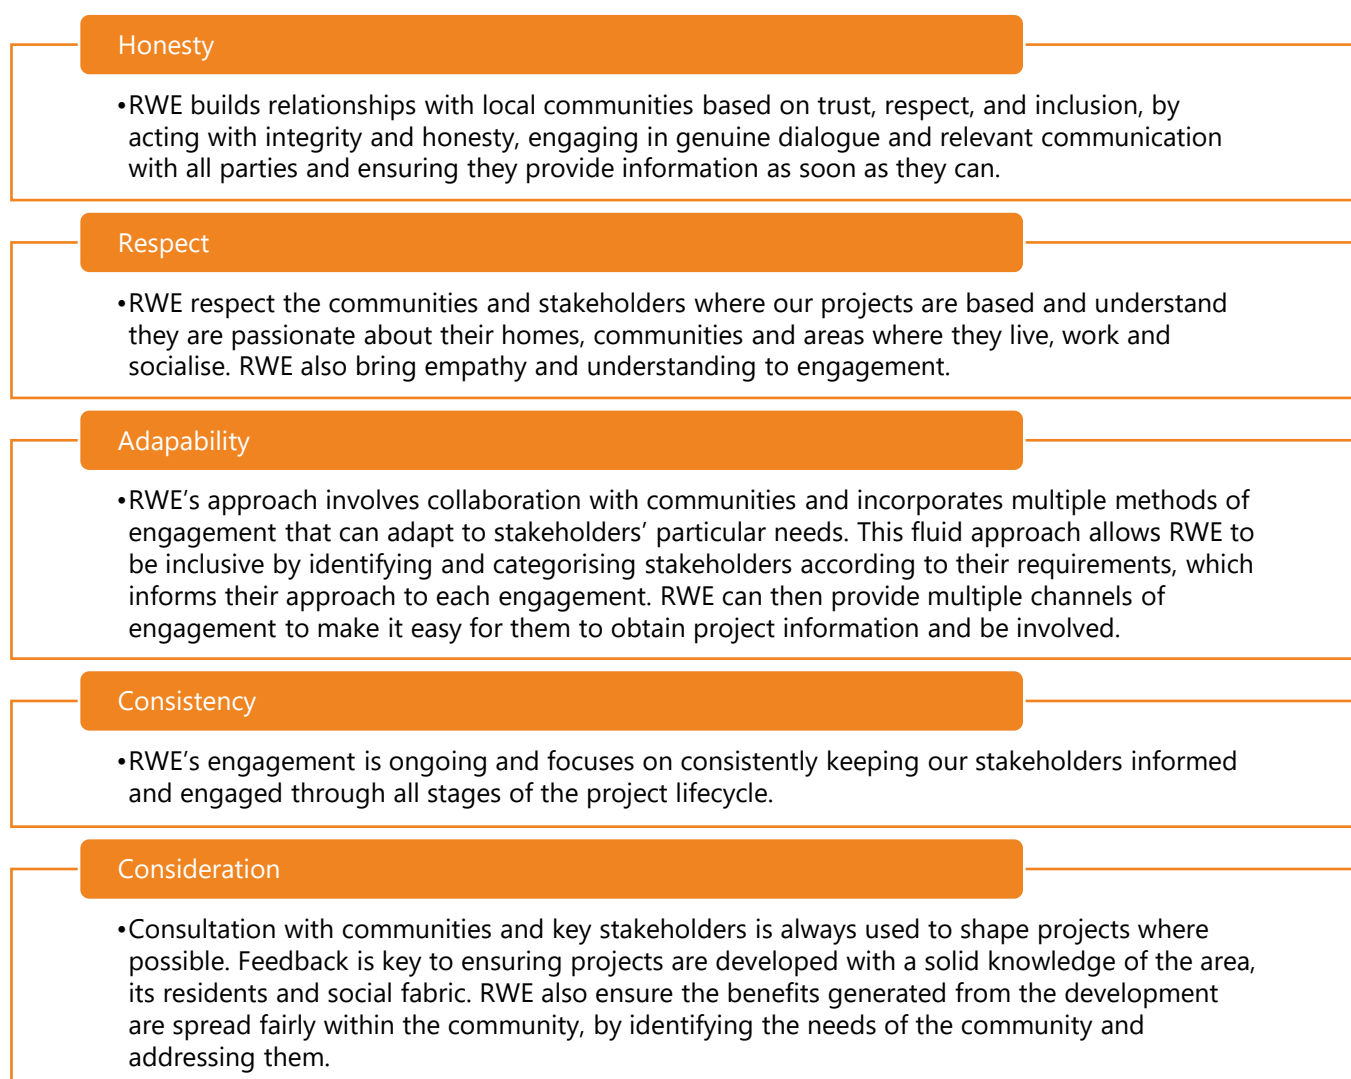 Honesty
•RWE builds relationships with local communities based on trust, respect, and inclusion, by
acting with integrity and honesty, engaging in genuine dialogue and relevant communication
with all parties and ensuring they provide information as soon as they can.
Respect
•RWE respect the communities and stakeholders where our projects are based and understand
they are passionate about their homes, communities and areas where they live, work and
socialise. RWE also bring empathy and understanding to engagement.
Adapability
•RWE’s approach involves collaboration with communities and incorporates multiple methods of
engagement that can adapt to stakeholders’ particular needs. This fluid approach allows RWE to
be inclusive by identifying and categorising stakeholders according to their requirements, which
informs their approach to each engagement. RWE can then provide multiple channels of
engagement to make it easy for them to obtain project information and be involved.
Consistency
•RWE’s engagement is ongoing and focuses on consistently keeping our stakeholders informed
and engaged through all stages of the project lifecycle.
Consideration
•Consultation with communities and key stakeholders is always used to shape projects where
possible. Feedback is key to ensuring projects are developed with a solid knowledge of the area,
its residents and social fabric. RWE also ensure the benefits generated from the development
are spread fairly within the community, by identifying the needs of the community and
addressing them.